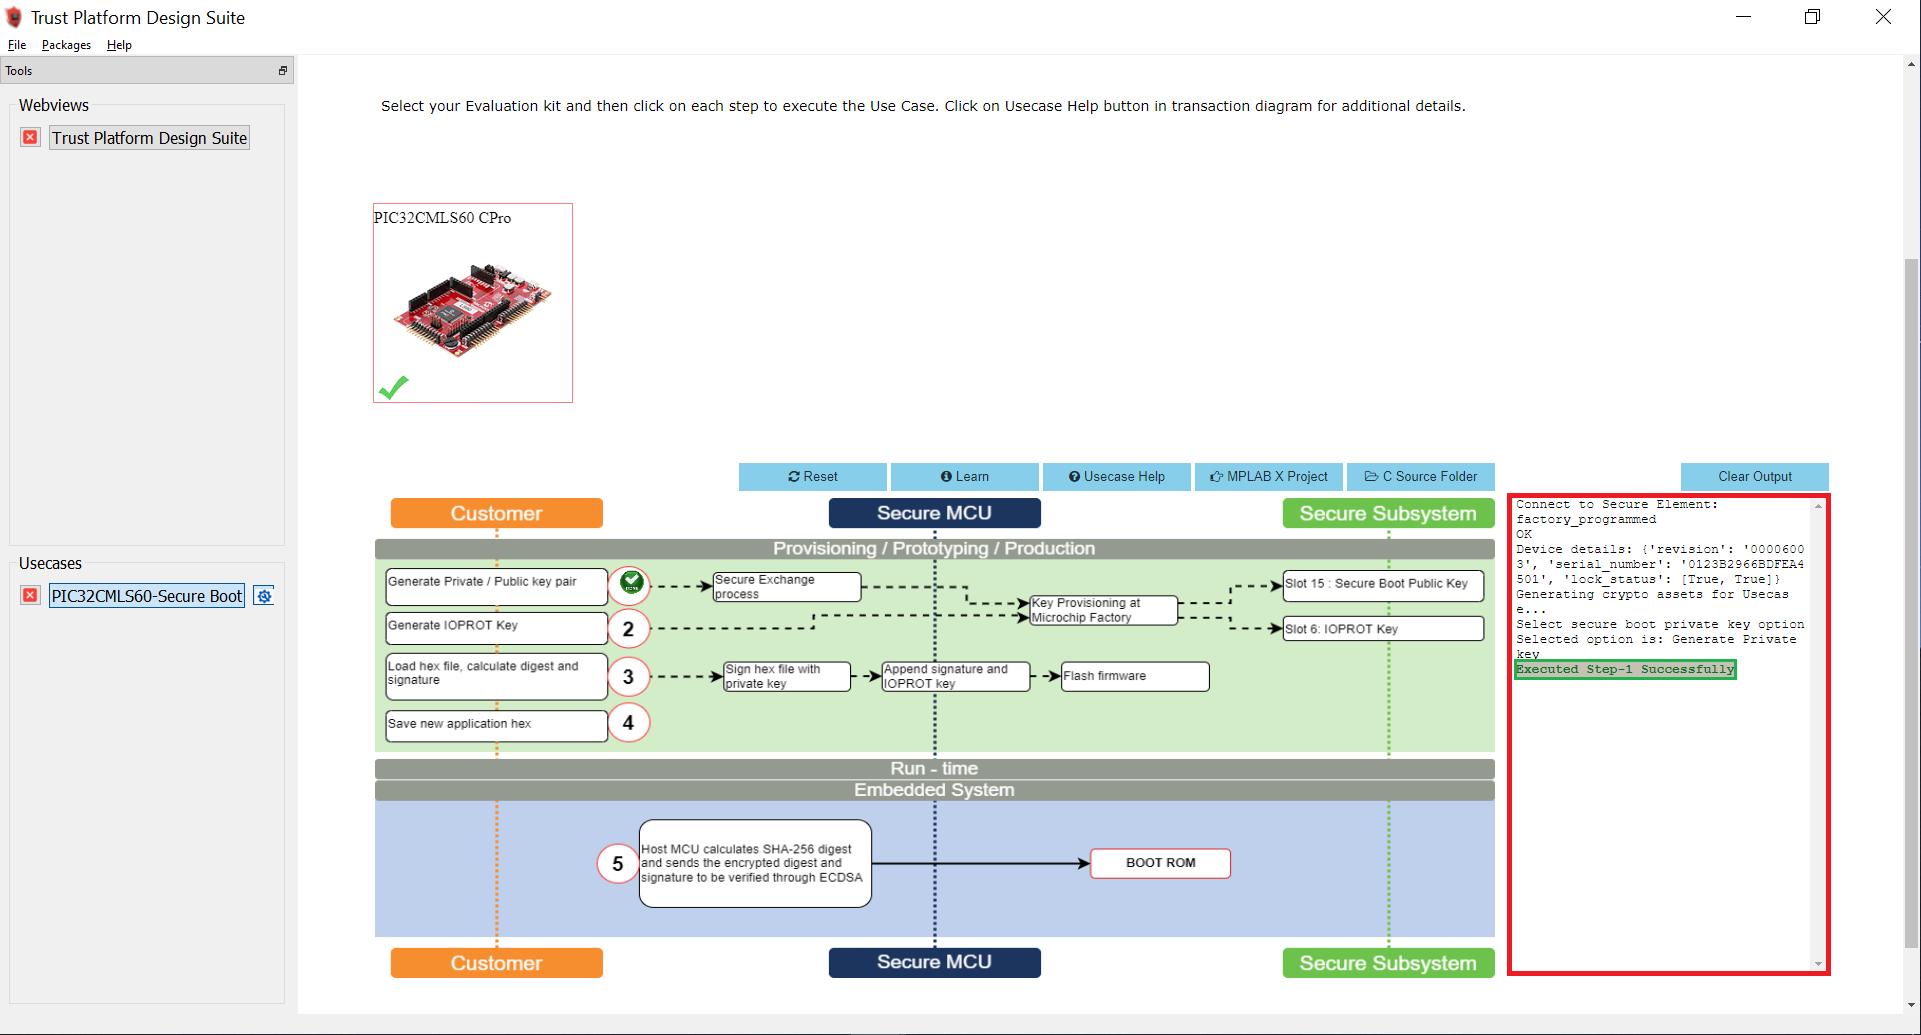 Trust Platform Design Suite
File Packages Help
Tools
Webviews
Trust Platform Design Suite
Usecases
PIC32CMLS60-Secure Boot
Select your Evaluation kit and then click on each step to execute the Use Case. Click on Usecase Help button in transaction diagram for additional details.
PIC32CMLS60 CPro
Reset
Learn
Usecase Help
MPLAB X Project
C Source Folder
Clear Output
Customer
Secure MCU
Secure Subsystem
Provisioning / Prototyping / Production
Generate Private / Public key pair
Secure Exchange
process
Slot 15 : Secure Boot Public Key
Key Provisioning at
Microchip Factory
Generate IOPROT Key
2
Slot 6: IOPROT Key
Load hex file, calculate digest and
signature
3
Sign hex file with
private key
Append signature and
IOPROT key
Flash firmware
Save new application hex
4
Run - time
Embedded System
5
Host MCU calculates SHA-256 digest
and sends the encrypted digest and
signature to be verified through ECDSA
BOOT ROM
Customer
Secure MCU
Secure Subsystem
Connect to Secure Element:
factory_programmed
OK
Device details: {'revision': '0000600
3', 'serial_number': '0123B2966BDFEA4
501', 'lock_status': [True, True]}
Generating crypto assets for Usecas
e...
Select secure boot private key option
Selected option is: Generate Private
key
Executed Step-1 Successfully